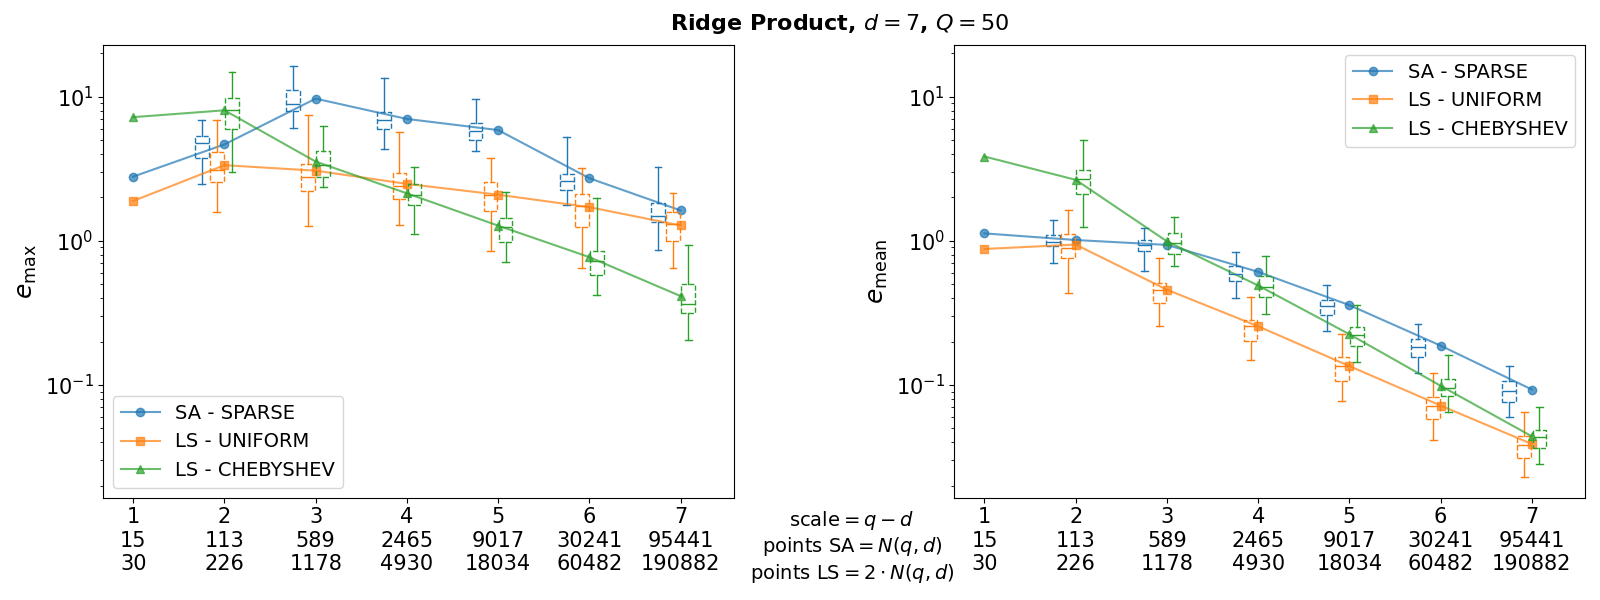 Ridge Product, d = 7, Q = 50
e_max
10^1
10^0
10^-1
SA - SPARSE
LS - UNIFORM
LS - CHEBYSHEV
1 2 3 4 5 6 7
15 113 589 2465 9017 30241 95441
30 226 1178 4930 18034 60482 190882
scale = q − d
points SA = N(q, d)
points LS = 2 · N(q, d)
e_mean
10^1
10^0
10^-1
SA - SPARSE
LS - UNIFORM
LS - CHEBYSHEV
1 2 3 4 5 6 7
15 113 589 2465 9017 30241 95441
30 226 1178 4930 18034 60482 190882